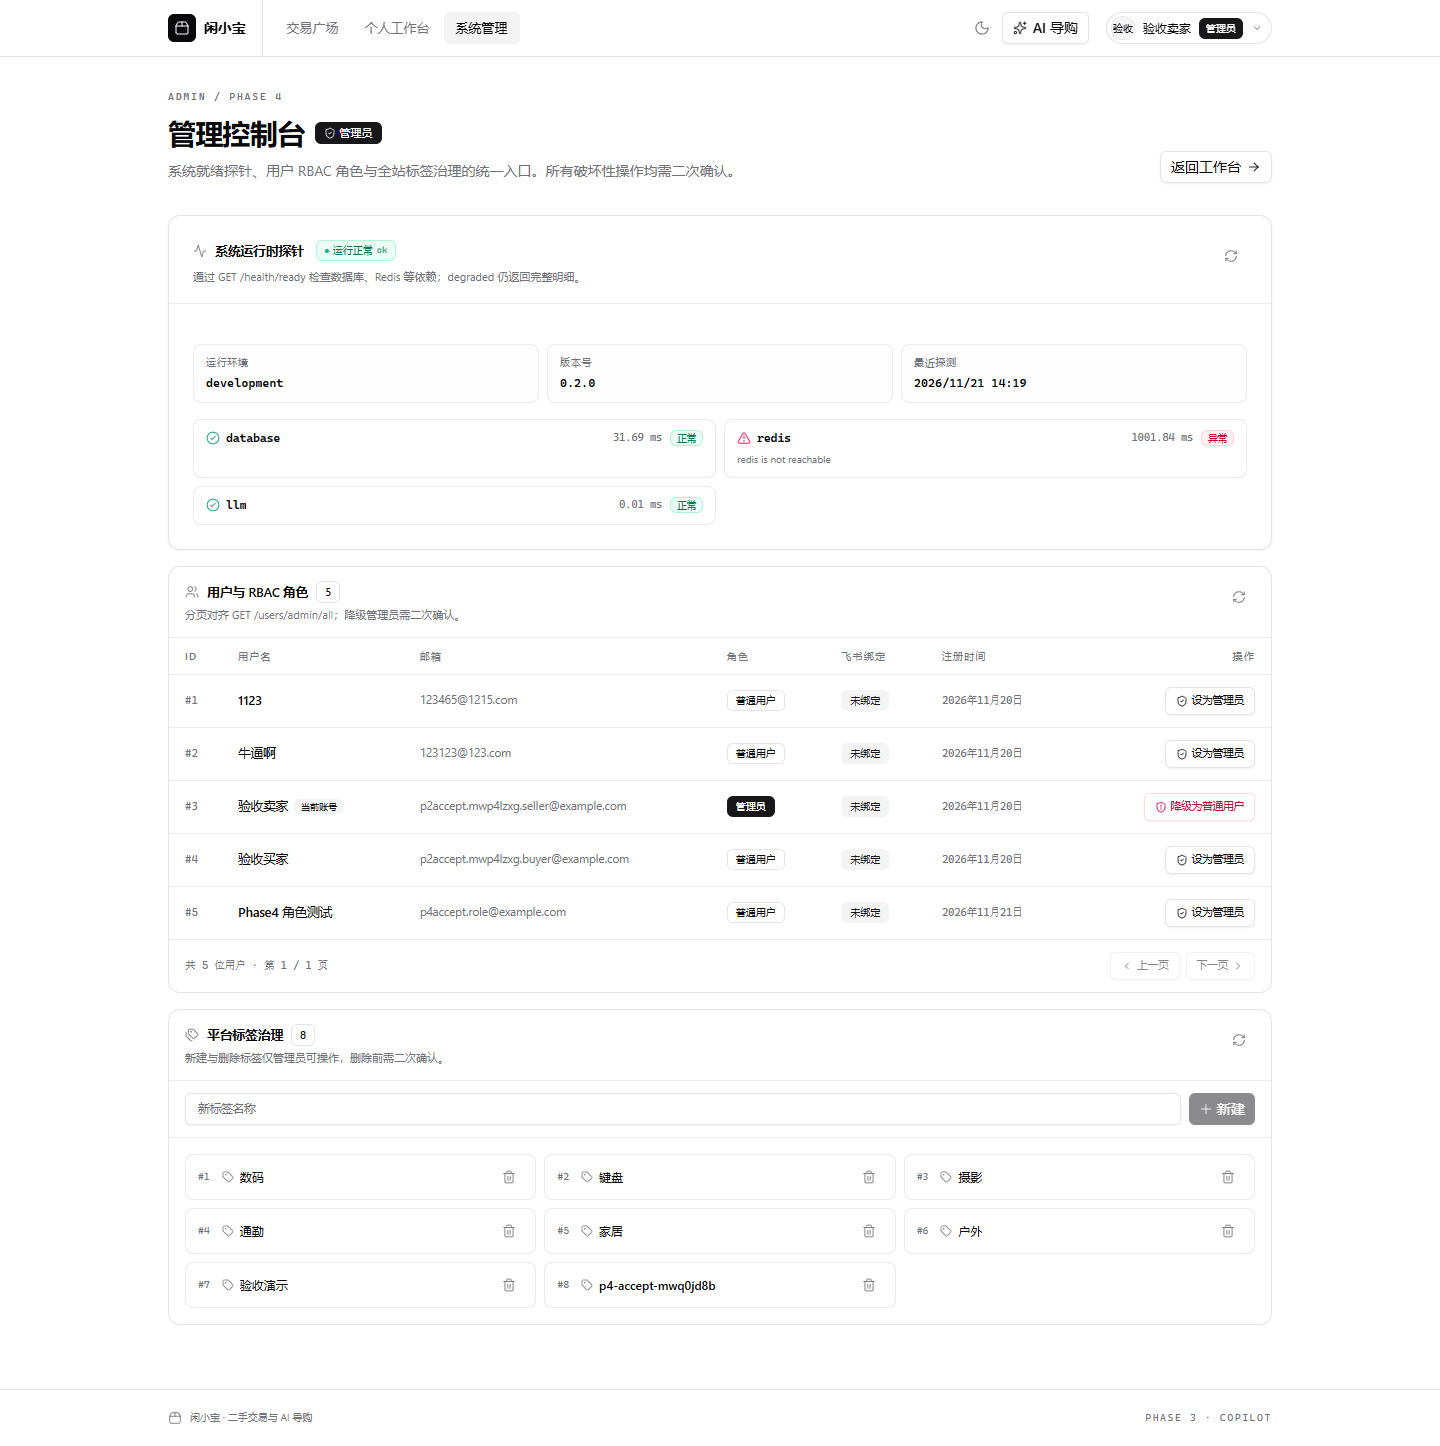 闲小宝 交易广场 个人工作台 系统管理 AI 导购 验收 验收卖家 管理员
ADMIN / PHASE 4
管理控制台 管理员
系统就绪探针、用户 RBAC 角色与全站标签治理的统一入口。所有破坏性操作均需二次确认。
返回工作台
系统运行时探针 运行正常 ok
通过 GET /health/ready 检查数据库、Redis 等依赖；degraded 仍返回完整明细。
运行环境 版本号 最近探测
development 0.2.0 2026/11/21 14:19
database 31.69 ms 正常 redis 1001.84 ms 异常
redis is not reachable
llm 0.01 ms 正常
用户与 RBAC 角色 5
分页对齐 GET /users/admin/all；降级管理员需二次确认。
ID 用户名 邮箱 角色 飞书绑定 注册时间 操作
#1 1123 123465@1215.com 普通用户 未绑定 2026年11月20日 设为管理员
#2 牛逼啊 123123@123.com 普通用户 未绑定 2026年11月20日 设为管理员
#3 验收卖家 当前账号 p2accept.mwp4lzxg.seller@example.com 管理员 未绑定 2026年11月20日 降级为普通用户
#4 验收买家 p2accept.mwp4lzxg.buyer@example.com 普通用户 未绑定 2026年11月20日 设为管理员
#5 Phase4 角色测试 p4accept.role@example.com 普通用户 未绑定 2026年11月21日 设为管理员
共 5 位用户 · 第 1 / 1 页 上一页 下一页
平台标签治理 8
新建与删除标签仅管理员可操作，删除前需二次确认。
新标签名称 新建
#1 数码 #2 键盘 #3 摄影
#4 通勤 #5 家居 #6 户外
#7 验收演示 #8 p4-accept-mwq0jd8b
闲小宝 · 二手交易与 AI 导购 PHASE 3 · COPILOT